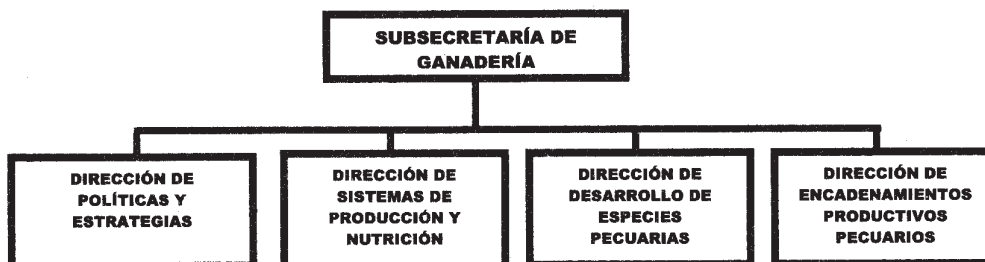 SUBSECRETARÍA DE
GANADERÍA
DIRECCIÓN DE
POLÍTICAS Y
ESTRATEGIAS
DIRECCIÓN DE
SISTEMAS DE
PRODUCCIÓN Y
NUTRICIÓN
DIRECCIÓN DE
DESARROLLO DE
ESPECIES
PECUARIAS
DIRECCIÓN DE
ENCADENAMIENTOS
PRODUCTIVOS
PECUARIOS